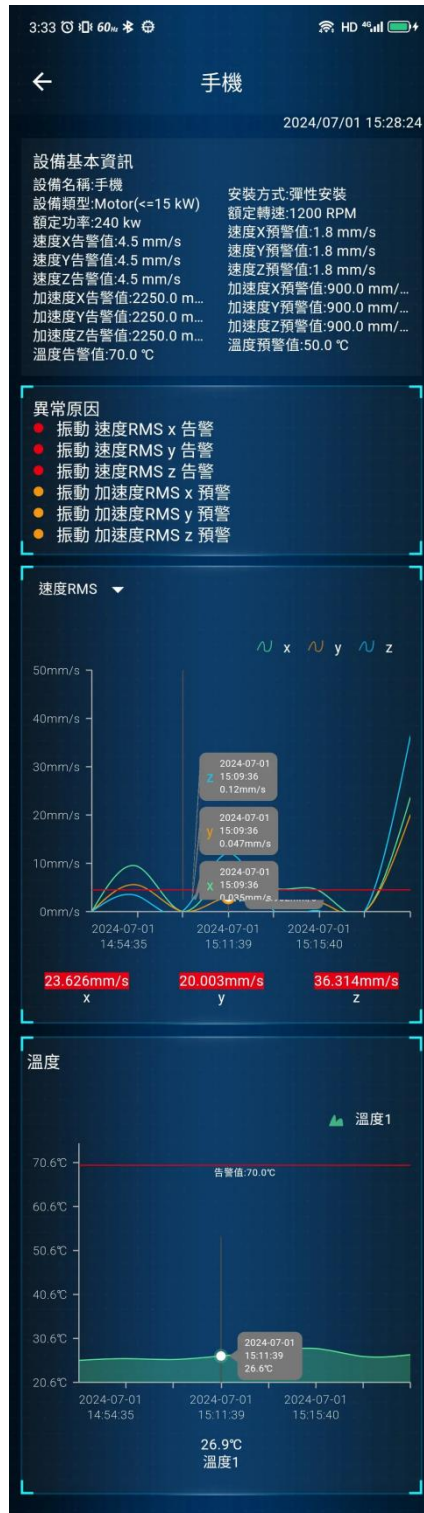 3:33 60Hz HD 4G
手機
2024/07/01 15:28:24
設備基本資訊
設備名稱:手機
設備類型:Motor(<=15 kW)
額定功率:240 kw
速度X告警值:4.5 mm/s
速度Y告警值:4.5 mm/s
速度Z告警值:4.5 mm/s
加速度X告警值:2250.0 m...
加速度Y告警值:2250.0 m...
加速度Z告警值:2250.0 m...
溫度告警值:70.0 ℃
安裝方式:彈性安裝
額定轉速:1200 RPM
速度X預警值:1.8 mm/s
速度Y預警值:1.8 mm/s
速度Z預警值:1.8 mm/s
加速度X預警值:900.0 mm/...
加速度Y預警值:900.0 mm/...
加速度Z預警值:900.0 mm/...
溫度預警值:50.0 ℃
異常原因
振動 速度RMS x 告警
振動 速度RMS y 告警
振動 速度RMS z 告警
振動 加速度RMS x 預警
振動 加速度RMS y 預警
振動 加速度RMS z 預警
速度RMS
x y z
50mm/s
40mm/s
30mm/s
20mm/s
10mm/s
0mm/s
z
2024-07-01
15:09:36
0.12mm/s
y
2024-07-01
15:09:36
0.047mm/s
x
2024-07-01
15:09:36
0.035mm/s
2024-07-01 2024-07-01 2024-07-01
14:54:35 15:11:39 15:15:40
23.626mm/s 20.003mm/s 36.314mm/s
x y z
溫度
溫度1
70.6℃
60.6℃
50.6℃
40.6℃
30.6℃
20.6℃
告警值:70.0℃
2024-07-01
15:11:39
26.6℃
2024-07-01 2024-07-01 2024-07-01
14:54:35 15:11:39 15:15:40
26.9℃
溫度1